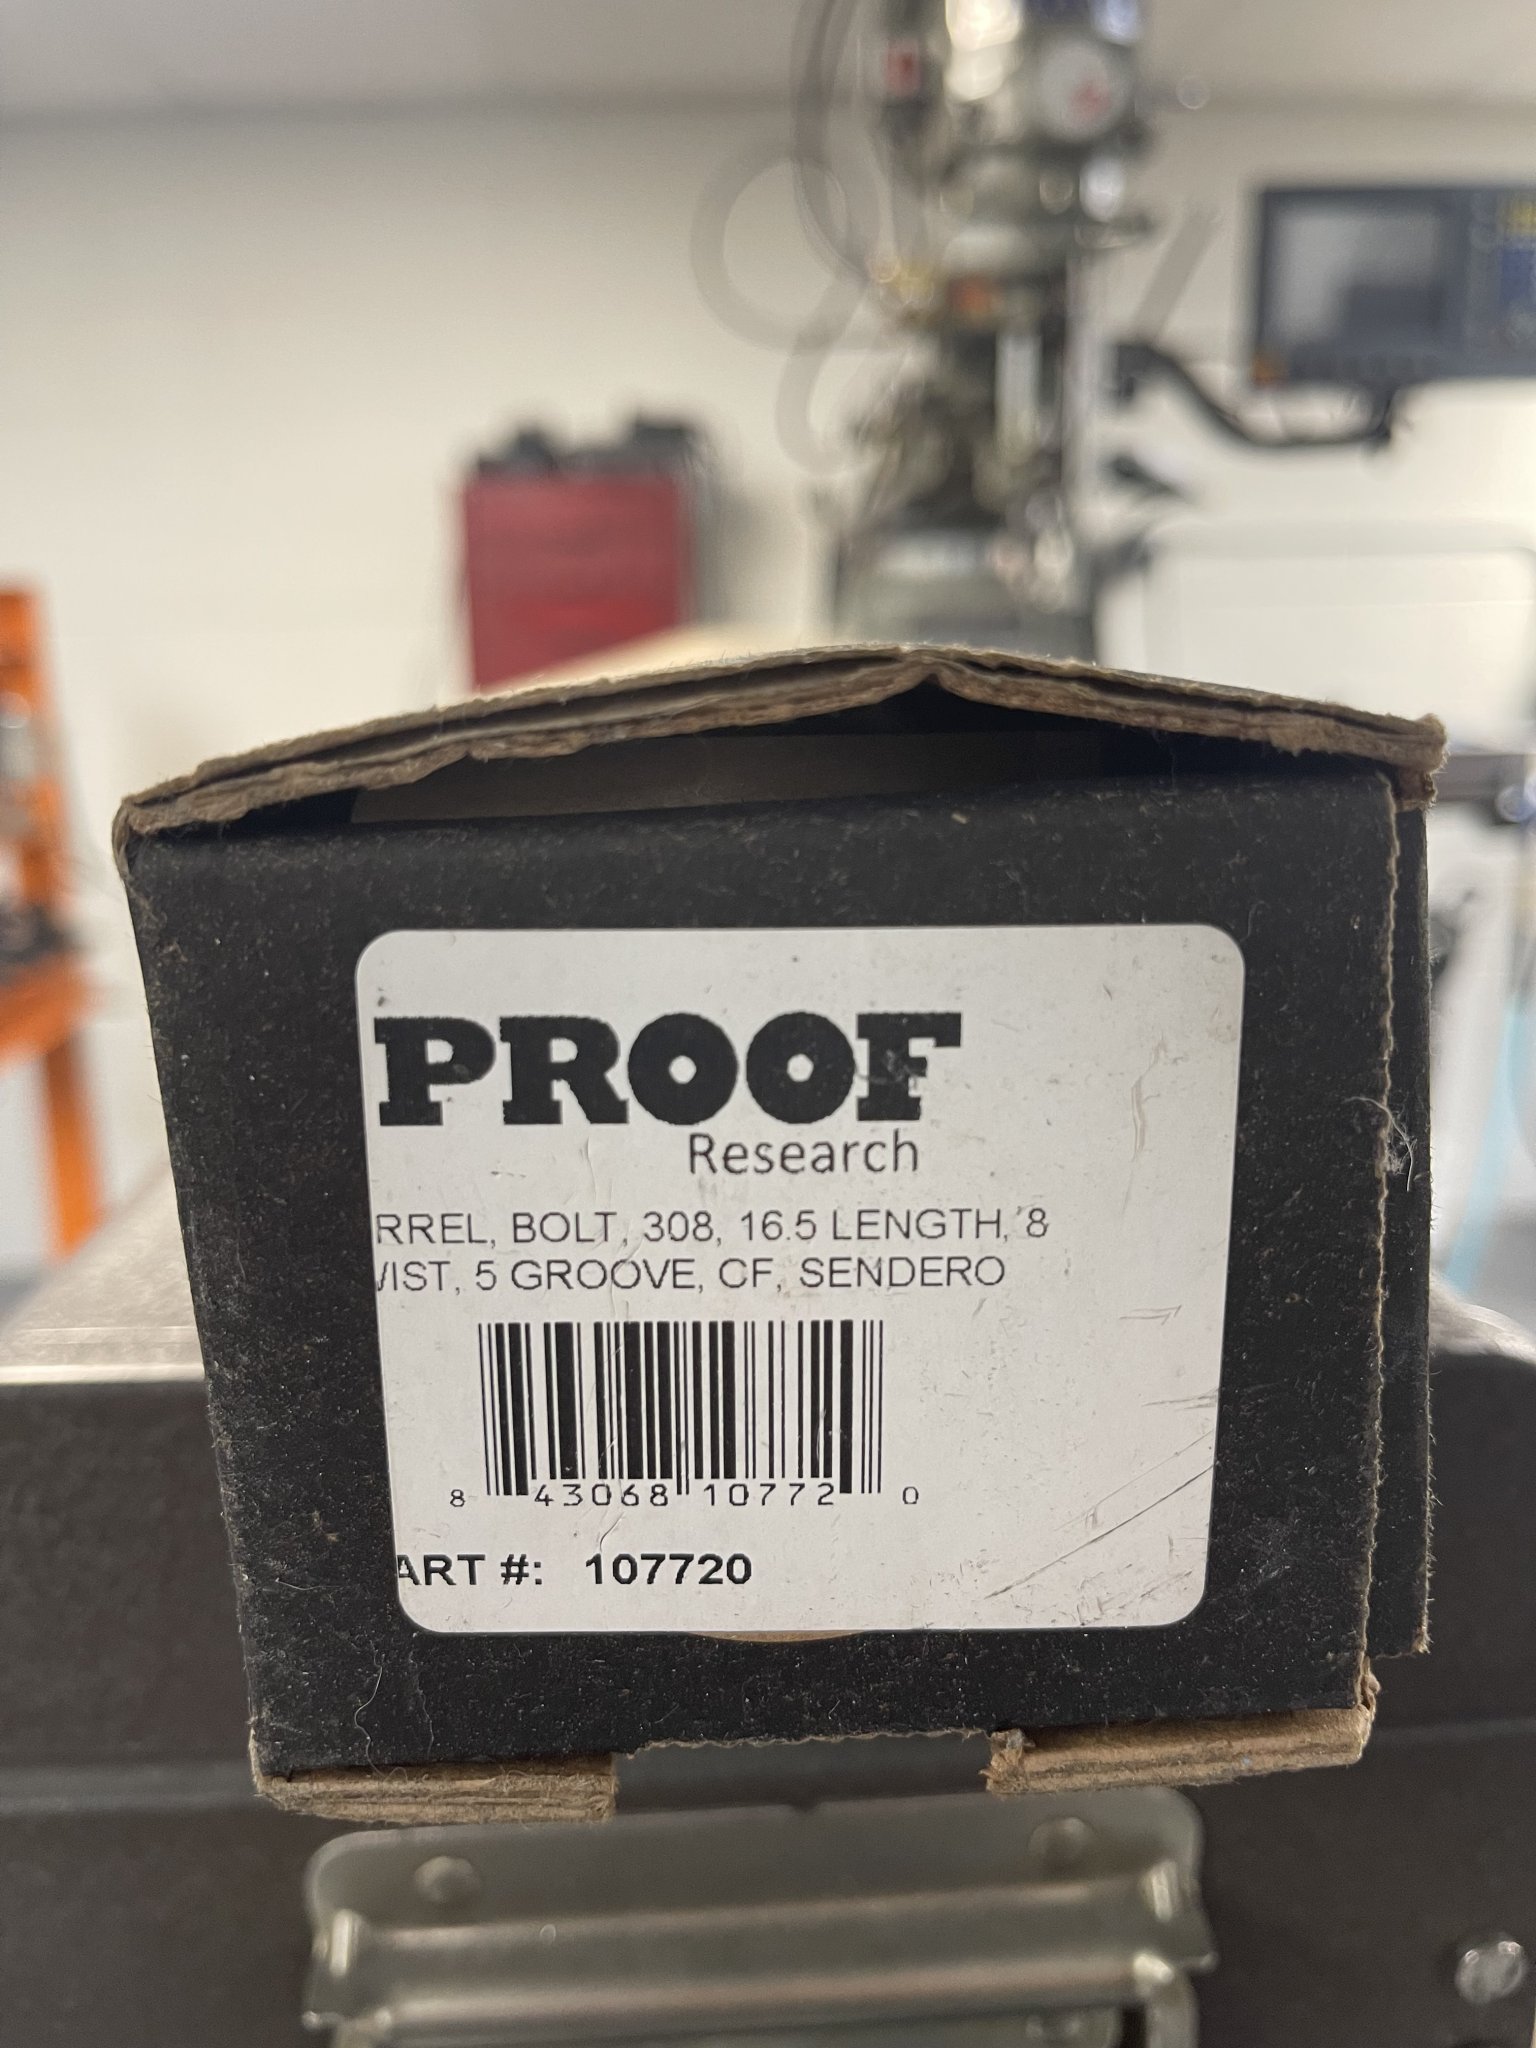 PROOF
Research
RREL, BOLT, 308, 16.5 LENGTH, 8
VIST, 5 GROOVE, CF, SENDERO
8 43068 10772 0
ART #: 107720